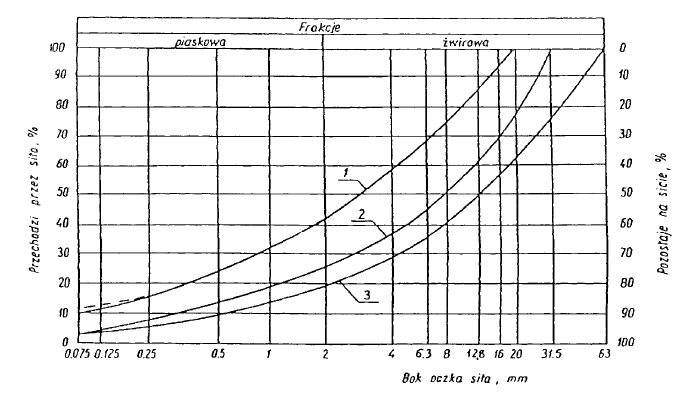 Frakcje
piaskowa żwirowa
100 0
90 10
80 20
70 30
60 40
50 50
40 60
30 70
20 80
10 90
0 100
Przechodzi przez sito, %
Pozostaje na sicie, %
1
2
3
0.075 0.125 0.25 0.5 1 2 4 6.3 8 12,8 16 20 31.5 63
Bok oczka sita, mm